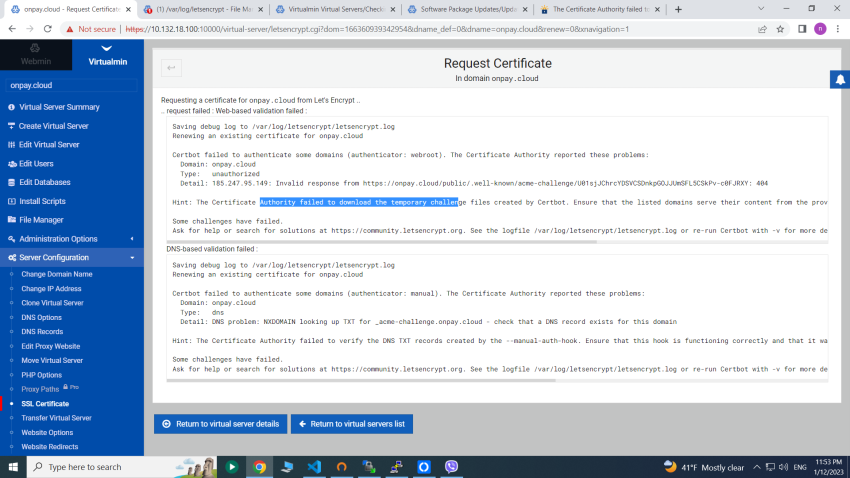 onpay.cloud - Request Certificate
(1) /var/log/letsencrypt - File Man
Virtualmin Virtual Servers/Check
Software Package Updates/Upda
The Certificate Authority failed to
Not secure
https://10.132.18.100:10000/virtual-server/letsencrypt.cgi?dom=166360939342954&dname_def=0&dname=onpay.cloud&renew=0&xnavigation=1
Webmin
Virtualmin
onpay.cloud
Virtual Server Summary
Create Virtual Server
Edit Virtual Server
Edit Users
Edit Databases
Install Scripts
File Manager
Administration Options
Server Configuration
Change Domain Name
Change IP Address
Clone Virtual Server
DNS Options
DNS Records
Edit Proxy Website
Move Virtual Server
PHP Options
Proxy Paths Pro
SSL Certificate
Transfer Virtual Server
Website Options
Website Redirects
Request Certificate
In domain onpay.cloud
Requesting a certificate for onpay.cloud from Let's Encrypt ..
.. request failed : Web-based validation failed :
Saving debug log to /var/log/letsencrypt/letsencrypt.log
Renewing an existing certificate for onpay.cloud
Certbot failed to authenticate some domains (authenticator: webroot). The Certificate Authority reported these problems:
Domain: onpay.cloud
Type: unauthorized
Detail: 185.247.95.149: Invalid response from https://onpay.cloud/public/.well-known/acme-challenge/U01sjJChrcYDSVCSDnkpGOJJUmSFL5CSkPv-c0FJRXY: 404
Hint: The Certificate Authority failed to download the temporary challenge files created by Certbot. Ensure that the listed domains serve their content from the prov
Some challenges have failed.
Ask for help or search for solutions at https://community.letsencrypt.org. See the logfile /var/log/letsencrypt/letsencrypt.log or re-run Certbot with -v for more de
DNS-based validation failed :
Saving debug log to /var/log/letsencrypt/letsencrypt.log
Renewing an existing certificate for onpay.cloud
Certbot failed to authenticate some domains (authenticator: manual). The Certificate Authority reported these problems:
Domain: onpay.cloud
Type: dns
Detail: DNS problem: NXDOMAIN looking up TXT for _acme-challenge.onpay.cloud - check that a DNS record exists for this domain
Hint: The Certificate Authority failed to verify the DNS TXT records created by the --manual-auth-hook. Ensure that this hook is functioning correctly and that it wa
Some challenges have failed.
Ask for help or search for solutions at https://community.letsencrypt.org. See the logfile /var/log/letsencrypt/letsencrypt.log or re-run Certbot with -v for more de
Return to virtual server details
Return to virtual servers list
Type here to search
41°F Mostly clear
ENG
11:53 PM
1/12/2023